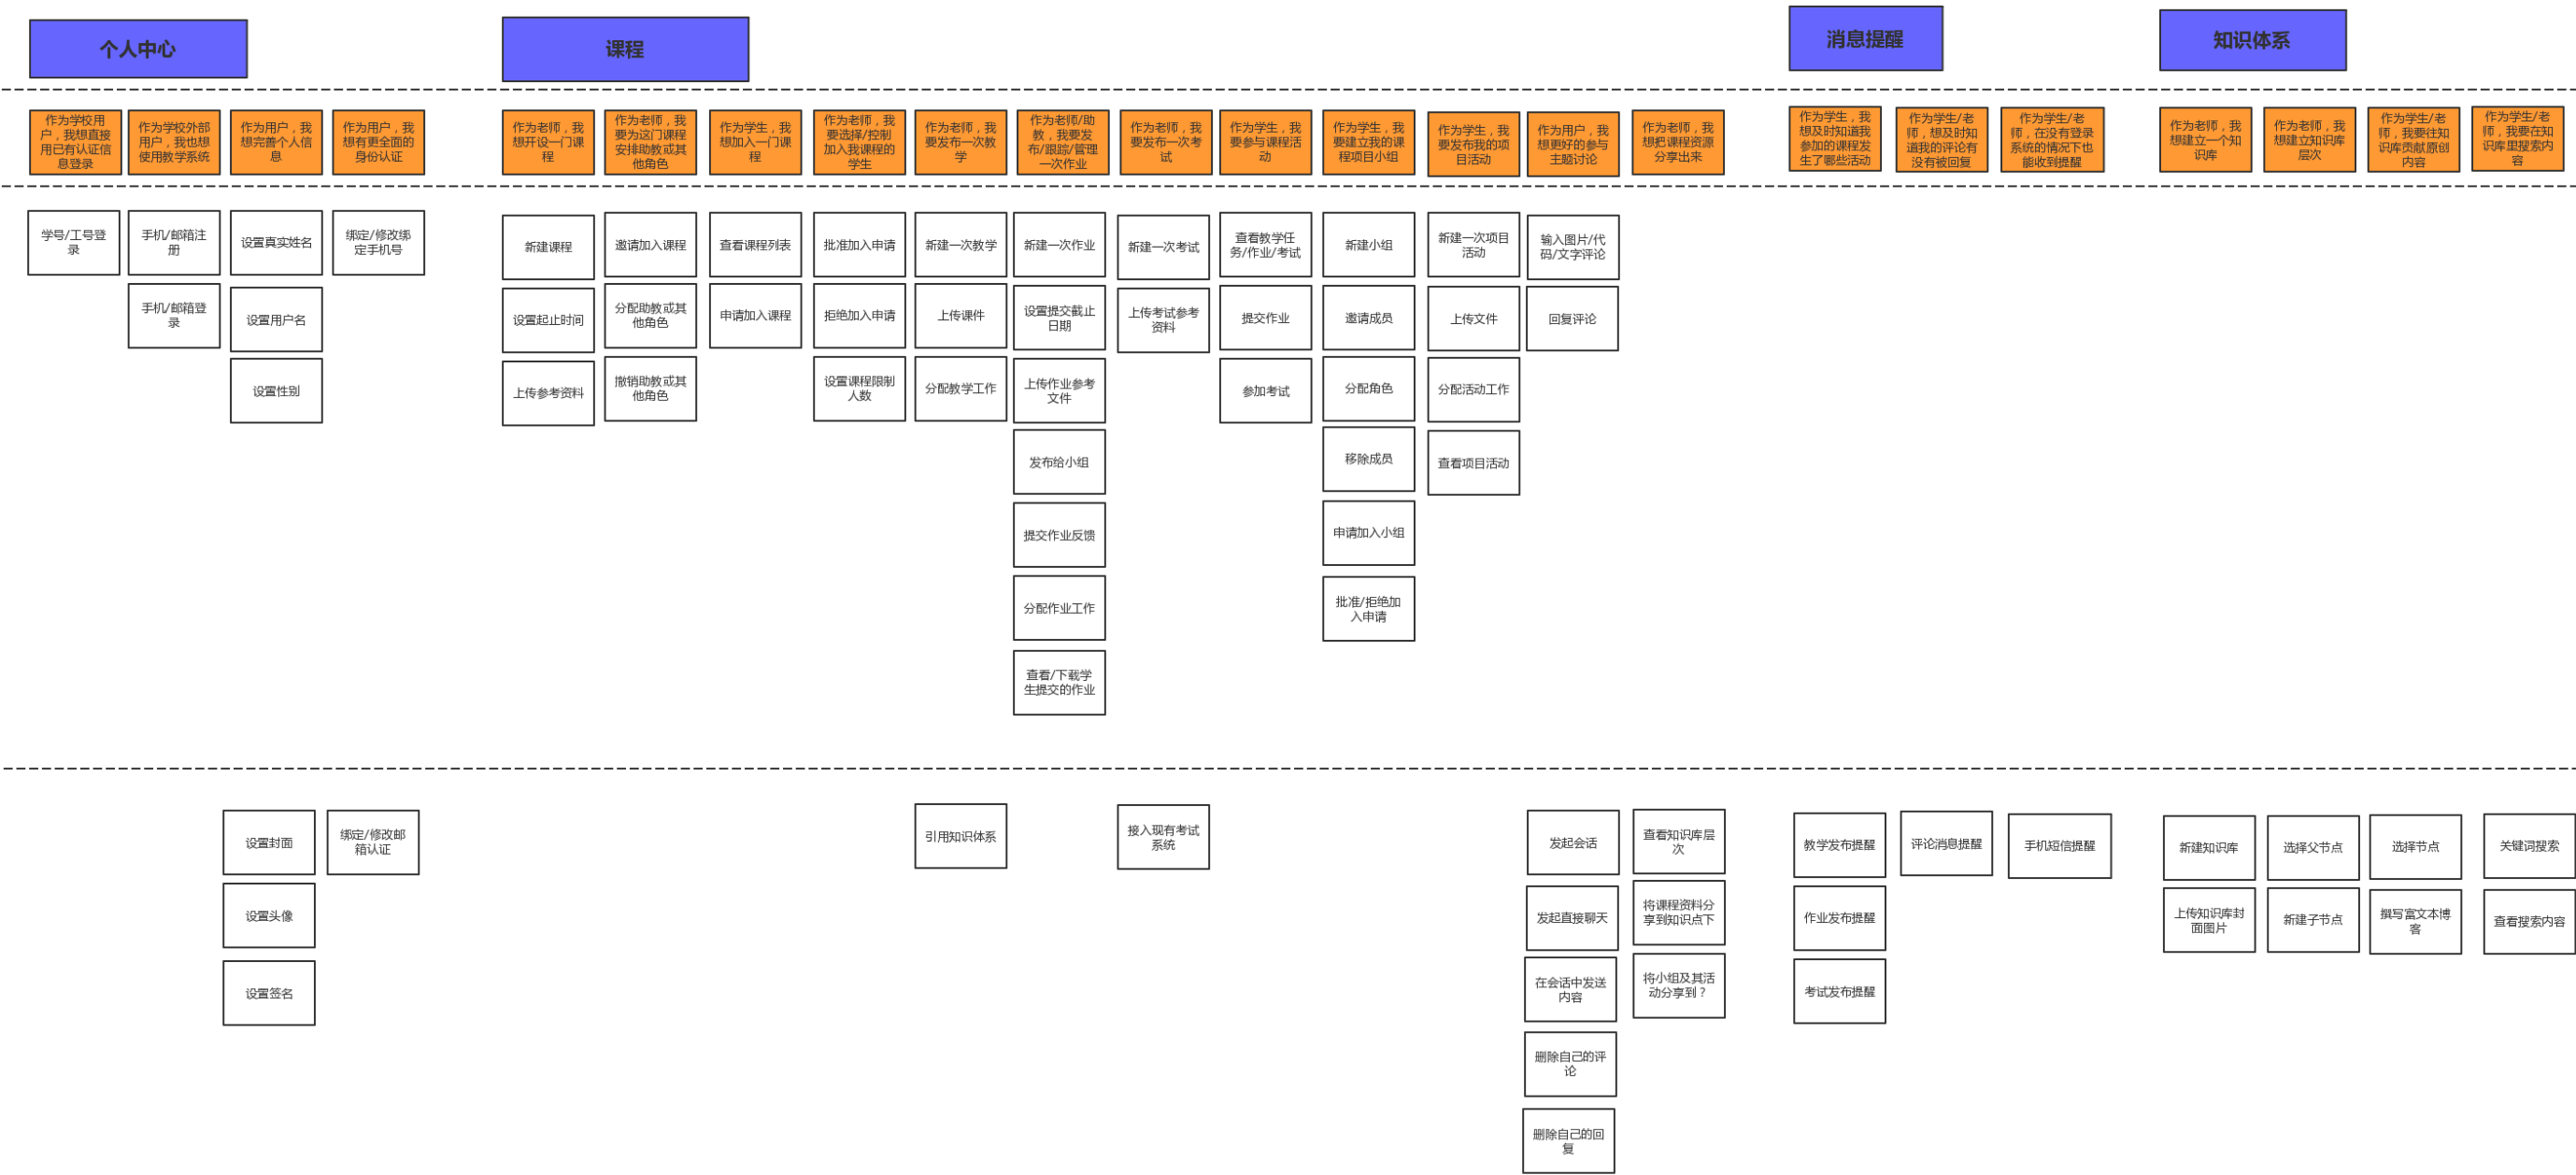 个人中心
课程
消息提醒
知识体系
作为学校用
户，我想直接
用已有认证信
息登录
作为学校外部
用户，我也想
使用教学系统
作为用户，我
想完善个人信
息
作为用户，我
想有更全面的
身份认证
作为老师，我
想开设一门课
程
作为老师，我
要为这门课程
安排助教或其
他角色
作为学生，我
想加入一门课
程
作为老师，我
要选择/控制
加入我课程的
学生
作为老师，我
要发布一次教
学
作为老师/助
教，我要发
布/跟踪/管理
一次作业
作为老师，我
要发布一次考
试
作为学生，我
要参与课程活
动
作为学生，我
要建立我的课
程项目小组
作为学生，我
要发布我的项
目活动
作为用户，我
想更好的参与
主题讨论
作为老师，我
想把课程资源
分享出来
作为学生，我
想及时知道我
参加的课程发
生了哪些活动
作为学生/老
师，想及时知
道我的评论有
没有被回复
作为学生/老
师，在没有登录
系统的情况下也
能收到提醒
作为老师，我
想建立一个知
识库
作为老师，我
想建立知识库
层次
作为学生/老
师，我要往知
识库贡献原创
内容
作为学生/老
师，我要在知
识库里搜索内
容
学号/工号登
录
手机/邮箱注
册
设置真实姓名
绑定/修改绑
定手机号
新建课程
邀请加入课程
查看课程列表
批准加入申请
新建一次教学
新建一次作业
新建一次考试
查看教学任
务/作业/考试
新建小组
新建一次项目
活动
输入图片/代
码/文字评论
手机/邮箱登
录
设置用户名
设置起止时间
分配助教或其
他角色
申请加入课程
拒绝加入申请
上传课件
设置提交截止
日期
上传考试参考
资料
提交作业
邀请成员
上传文件
回复评论
设置性别
上传参考资料
撤销助教或其
他角色
设置课程限制
人数
分配教学工作
上传作业参考
文件
参加考试
分配角色
分配活动工作
发布给小组
移除成员
查看项目活动
提交作业反馈
申请加入小组
分配作业工作
批准/拒绝加
入申请
查看/下载学
生提交的作业
设置封面
绑定/修改邮
箱认证
引用知识体系
接入现有考试
系统
发起会话
查看知识库层
次
教学发布提醒
评论消息提醒
手机短信提醒
新建知识库
选择父节点
选择节点
关键词搜索
设置头像
发起直接聊天
将课程资料分
享到知识点下
作业发布提醒
上传知识库封
面图片
新建子节点
撰写富文本博
客
查看搜索内容
设置签名
在会话中发送
内容
将小组及其活
动分享到？
考试发布提醒
删除自己的评
论
删除自己的回
复